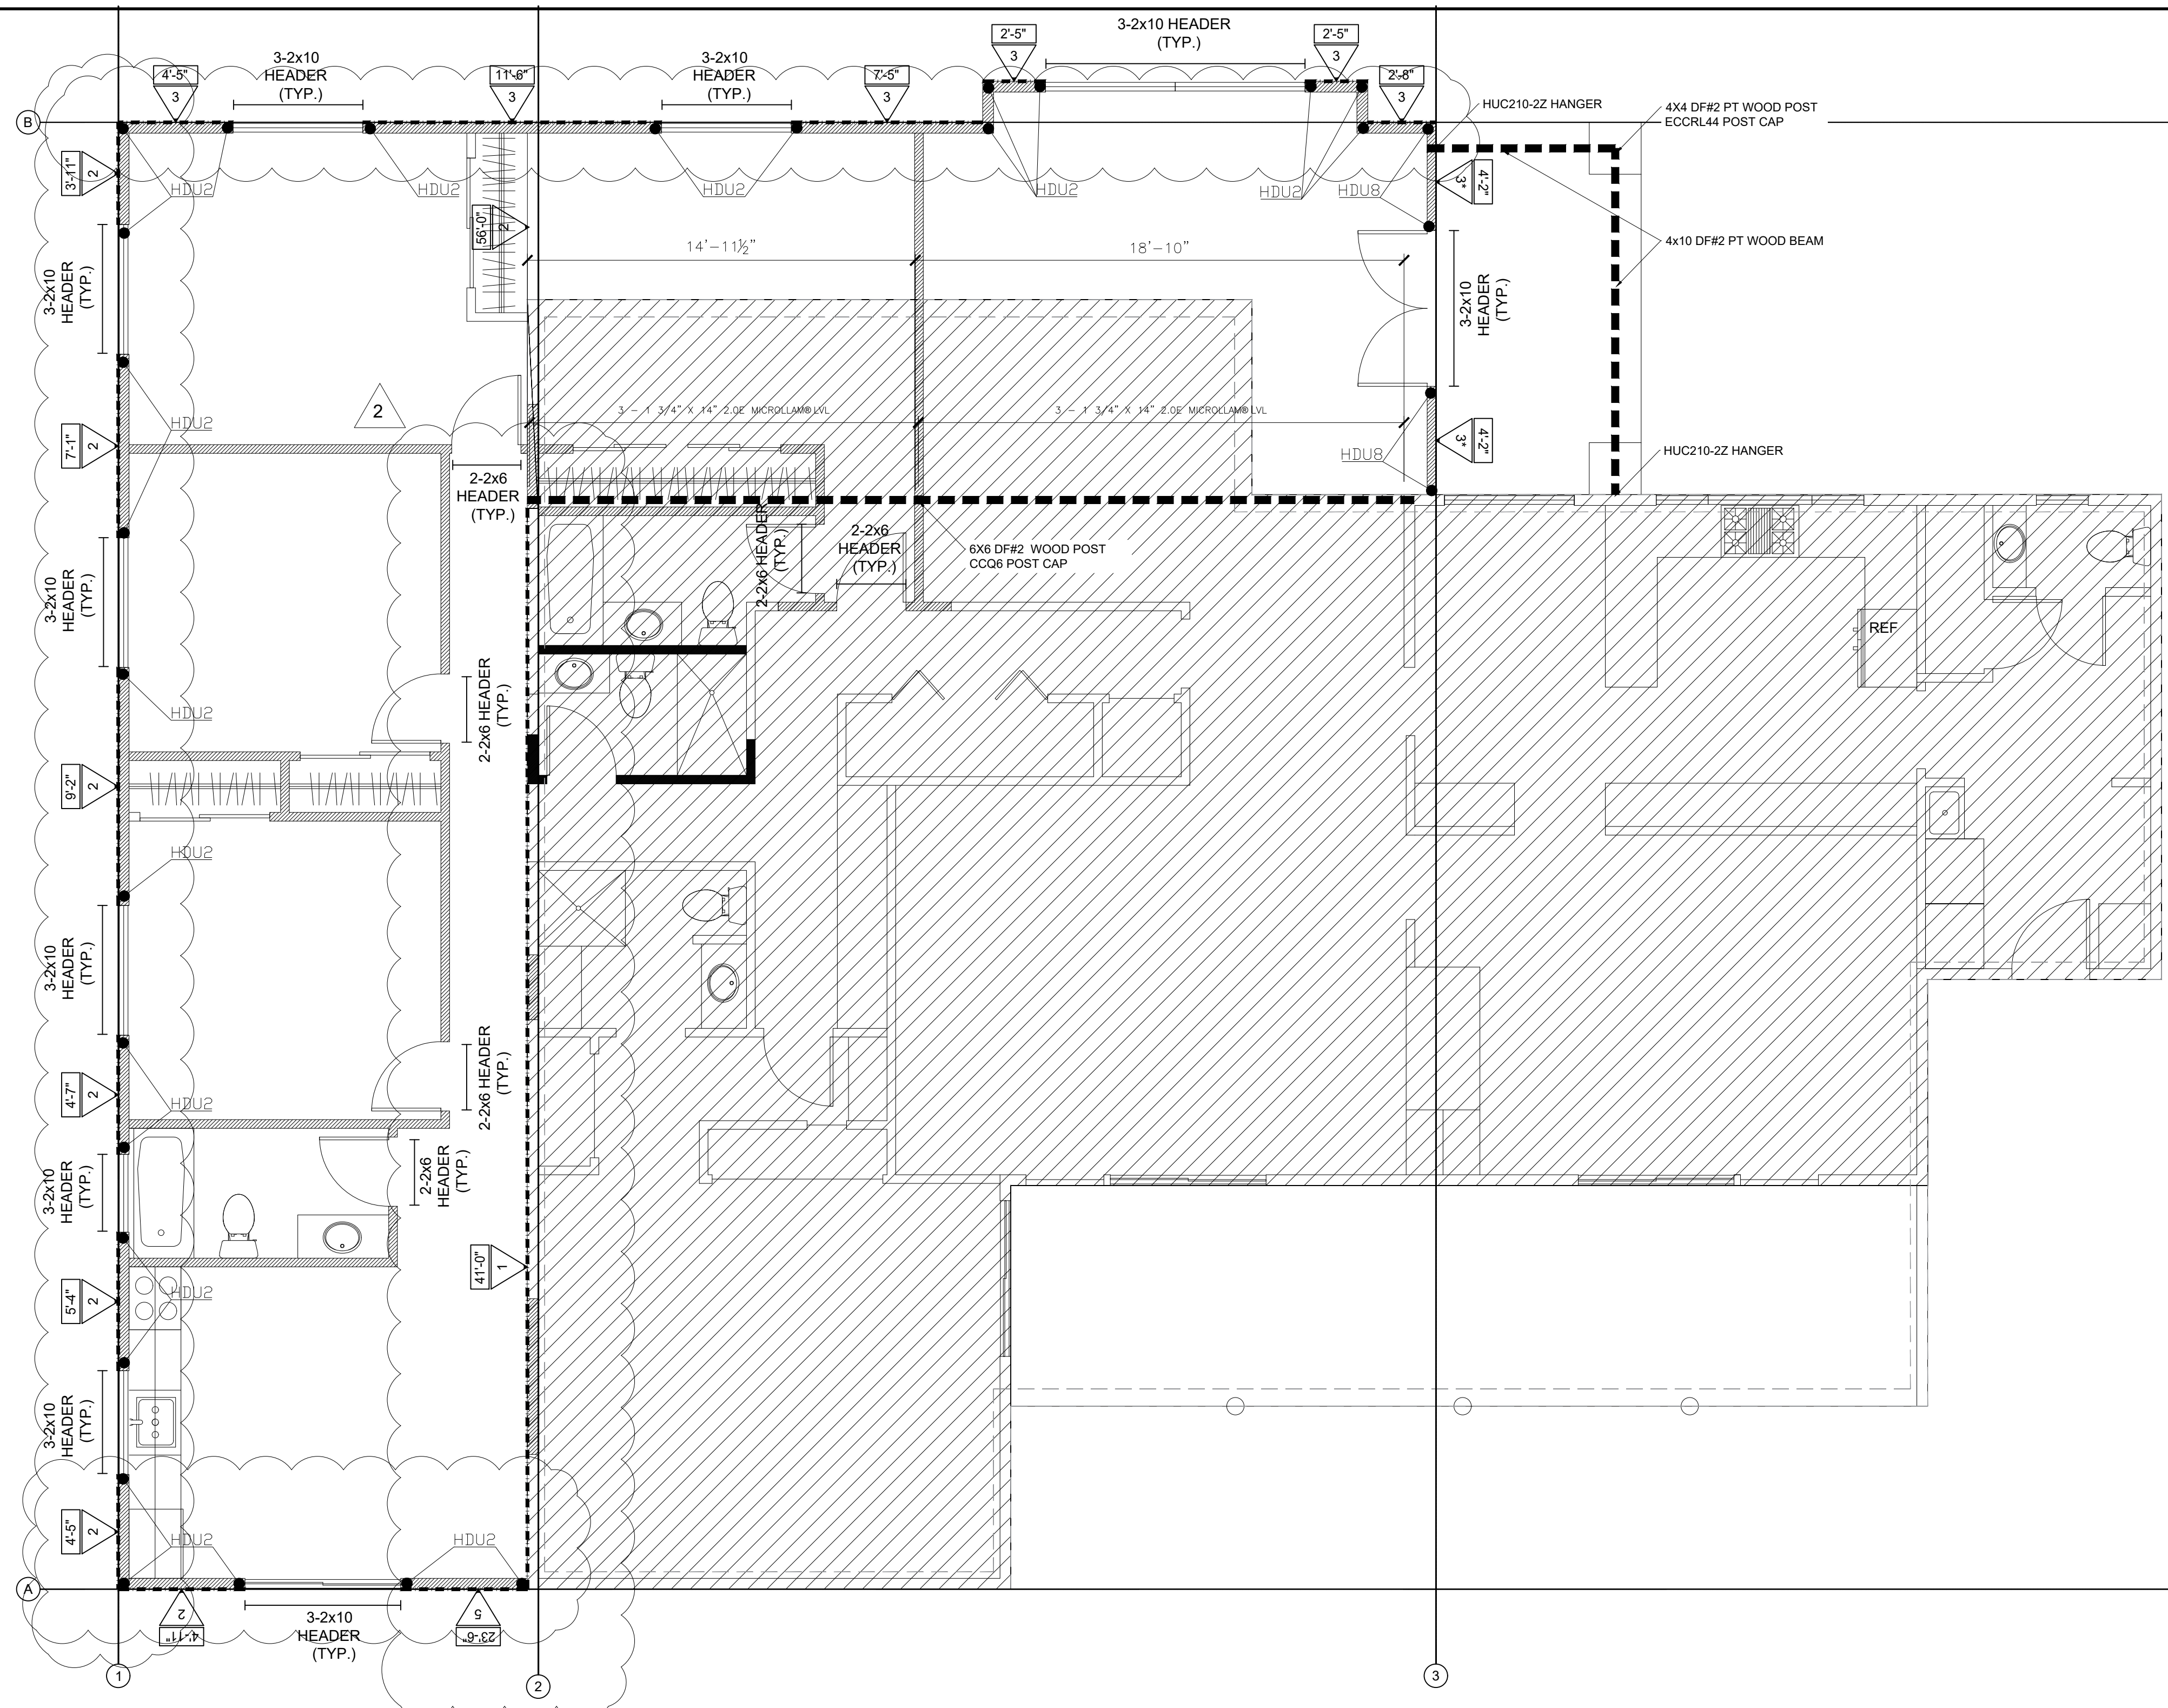 2'-5"
3
3-2x10 HEADER
(TYP.)
2'-5"
3
4'-5"
3
3-2x10
HEADER
(TYP.)
11'-6"
3
3-2x10
HEADER
(TYP.)
7'-5"
3
2'-8"
3
B
HUC210-2Z HANGER
4X4 DF#2 PT WOOD POST
ECCRL44 POST CAP
3'-11"
2
HDU2
HDU2
HDU2
HDU2
HDU2
HDU8
4'-2"
3*
56'-0"
2
14'-11½"
18'-10"
4x10 DF#2 PT WOOD BEAM
3-2x10
HEADER
(TYP.)
3-2x10
HEADER
(TYP.)
2
3 - 1 3/4" X 14" 2.0E MICROLLAM® LVL
3 - 1 3/4" X 14" 2.0E MICROLLAM® LVL
HDU2
7'-1"
2
4'-2"
3*
HDU8
HUC210-2Z HANGER
2-2x6
HEADER
(TYP.)
2-2x6 HEADER
(TYP.)
2-2x6
HEADER
(TYP.)
6X6 DF#2 WOOD POST
CCQ6 POST CAP
3-2x10
HEADER
(TYP.)
REF
2-2x6 HEADER
(TYP.)
HDU2
9'-2"
2
HDU2
3-2x10
HEADER
(TYP.)
2-2x6 HEADER
(TYP.)
4'-7"
2
HDU2
3-2x10
HEADER
(TYP.)
2-2x6
HEADER
(TYP.)
41'-0"
1
5'-4"
2
HDU2
3-2x10
HEADER
(TYP.)
4'-5"
2
HDU2
HDU2
A
2
4'-11"
3-2x10
HEADER
(TYP.)
5
23'-6"
1
2
3